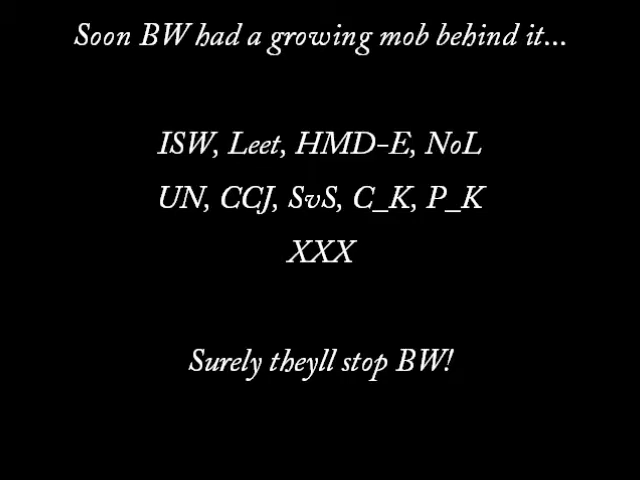 Soon BW had a growing mob behind it...
ISW, Leet, HMD-E, NoL
UN, CCJ, SvS, C_K, P_K
XXX
Surely theyll stop BW!